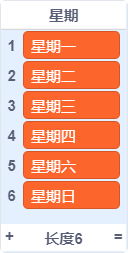 星期
1 星期一
2 星期二
3 星期三
4 星期四
5 星期六
6 星期日
+ 长度6 =